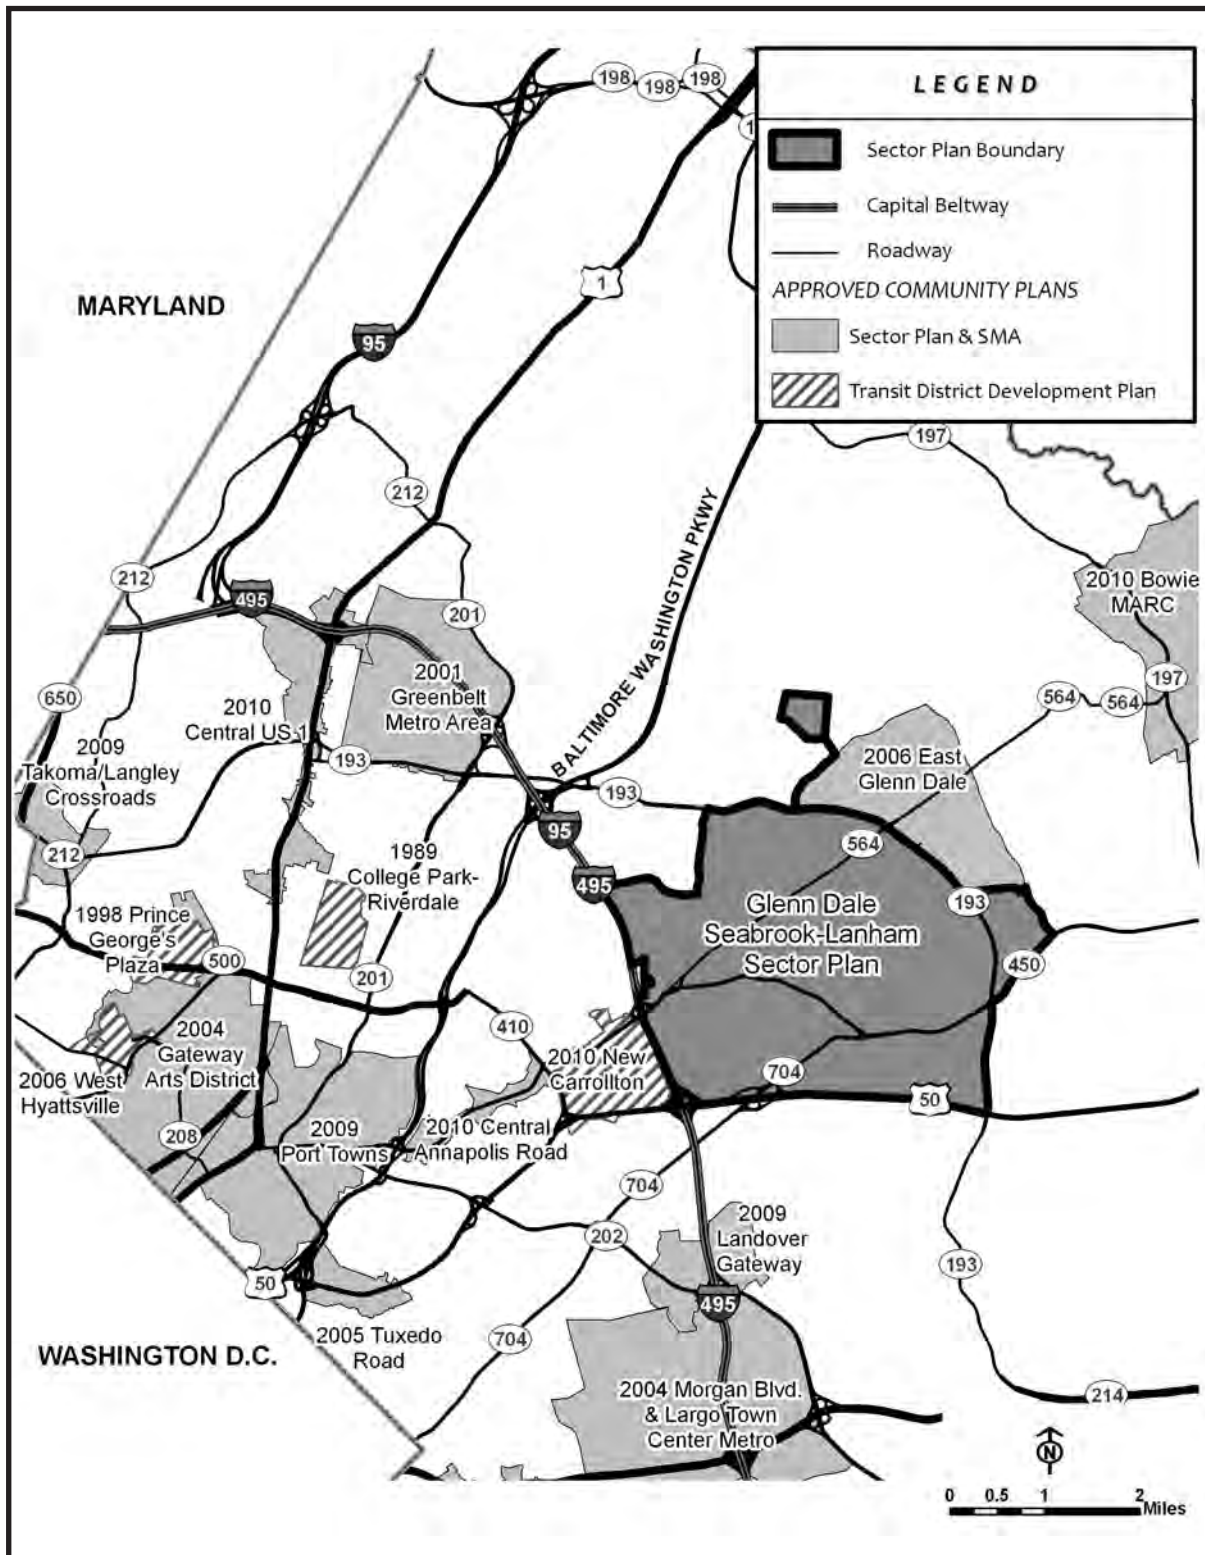 LEGEND
Sector Plan Boundary
Capital Beltway
Roadway
APPROVED COMMUNITY PLANS
Sector Plan & SMA
Transit District Development Plan
198
198
198
1
MARYLAND
95
197
212
BALTIMORE WASHINGTON PKWY
212
495
201
2010 Bowie
MARC
197
650
2001
Greenbelt
Metro Area
564
564
2010
Central US-1
2009
Takoma/Langley
Crossroads
193
2006 East
Glenn Dale
193
95
564
212
1989
College Park-
Riverdale
495
193
Glenn Dale
Seabrook-Lanham
Sector Plan
1998 Prince
George's
Plaza
500
201
450
410
2004
Gateway
Arts District
2010 New
Carrollton
704
2006 West
Hyattsville
50
208
2009
Port Towns
2010 Central
Annapolis Road
704
202
2009
Landover
Gateway
193
50
495
2005 Tuxedo
Road
704
WASHINGTON D.C.
2004 Morgan Blvd.
& Largo Town
Center Metro
214
N
0 0.5 1 2
Miles